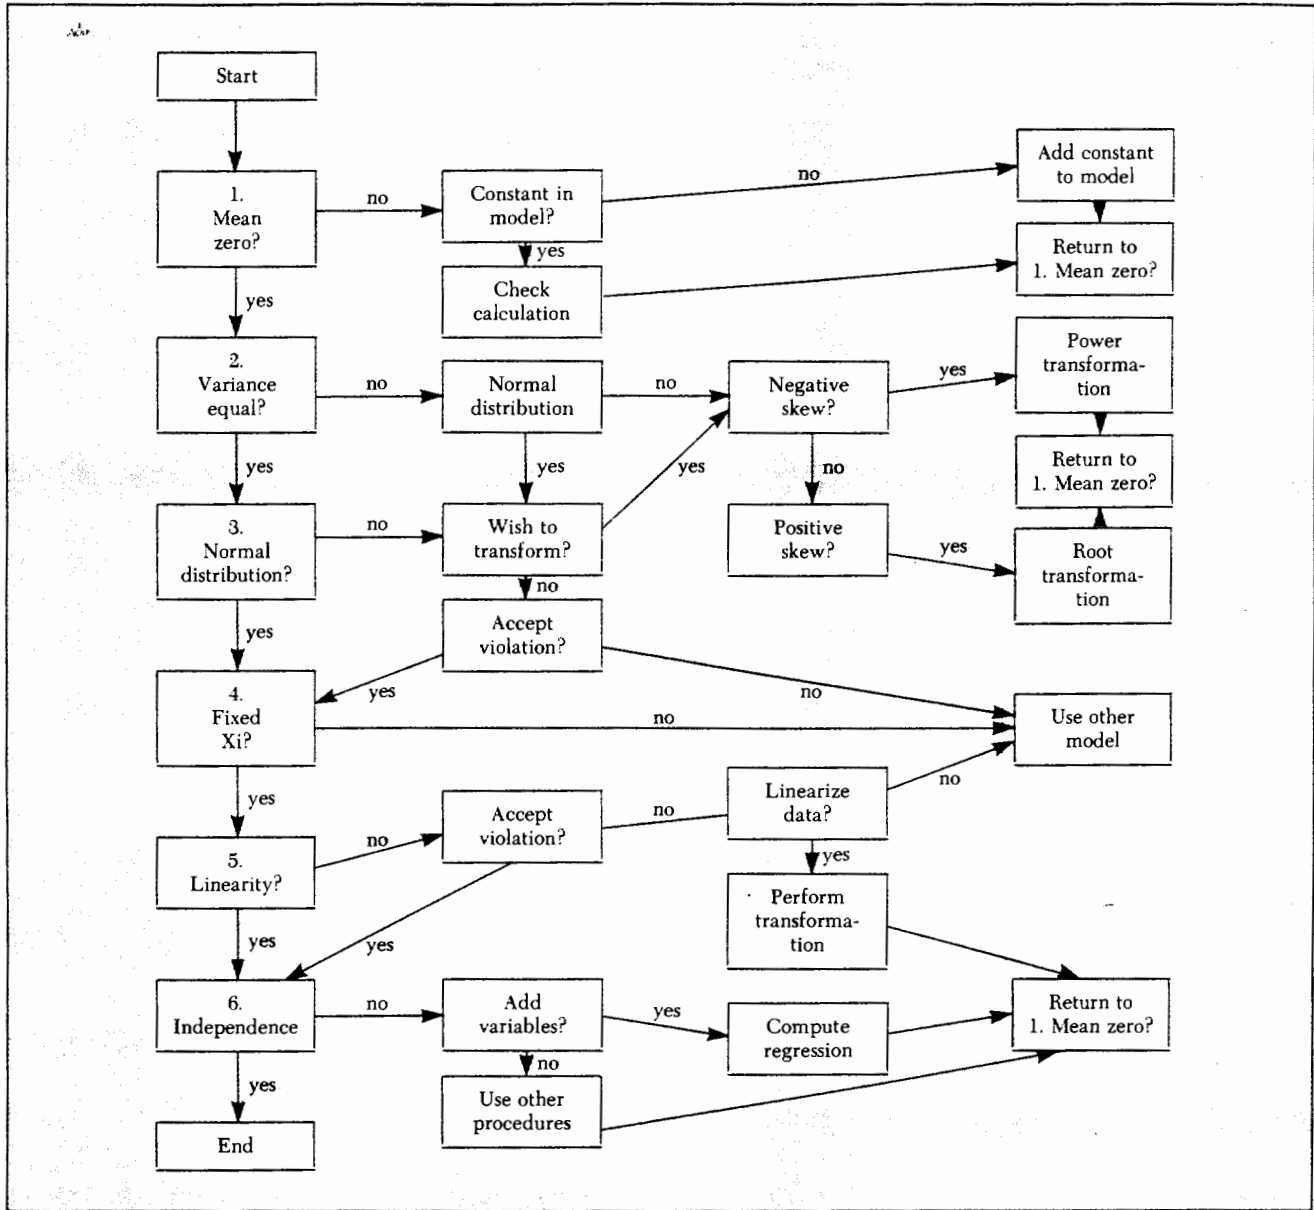 Start
1.
Mean
zero?
no
Constant in
model?
no
Add constant
to model
yes
Return to
1. Mean zero?
Check
calculation
yes
2.
Variance
equal?
no
Normal
distribution
no
Negative
skew?
yes
Power
transforma-
tion
yes
yes
yes
no
Return to
1. Mean zero?
3.
Normal
distribution?
no
Wish to
transform?
Positive
skew?
yes
Root
transforma-
tion
no
Accept
violation?
yes
yes
no
4.
Fixed
Xi?
no
Use other
model
yes
Accept
violation?
no
Linearize
data?
no
5.
Linearity?
no
yes
Perform
transforma-
tion
yes
yes
6.
Independence
no
Add
variables?
yes
Compute
regression
Return to
1. Mean zero?
no
yes
Use other
procedures
End